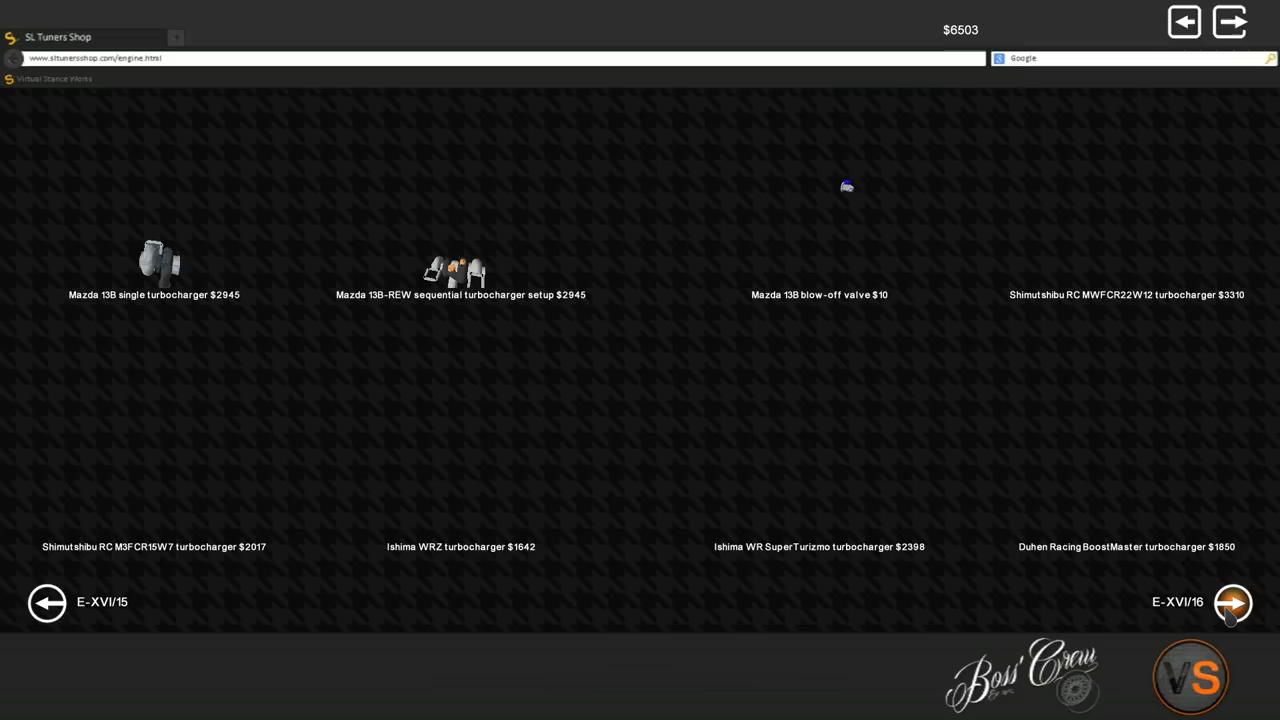 $6503
SL Tuners Shop
www.sltunersshop.com/engine.html
Google
Virtual Stance Works
Mazda 13B single turbocharger $2945
Mazda 13B-REW sequential turbocharger setup $2945
Mazda 13B blow-off valve $10
Shimutshibu RC MWFCR22W12 turbocharger $3310
Shimutshibu RC M3FCR15W7 turbocharger $2017
Ishima WRZ turbocharger $1642
Ishima WR SuperTurizmo turbocharger $2398
Duhen Racing BoostMaster turbocharger $1850
E-XVI/15
E-XVI/16
Boss' Crew
VS